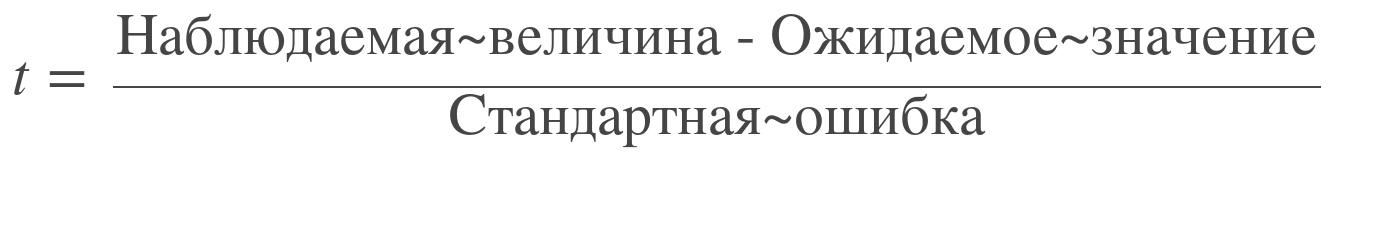 Наблюдаемая~величина - Ожидаемое~значение
t =
Стандартная~ошибка